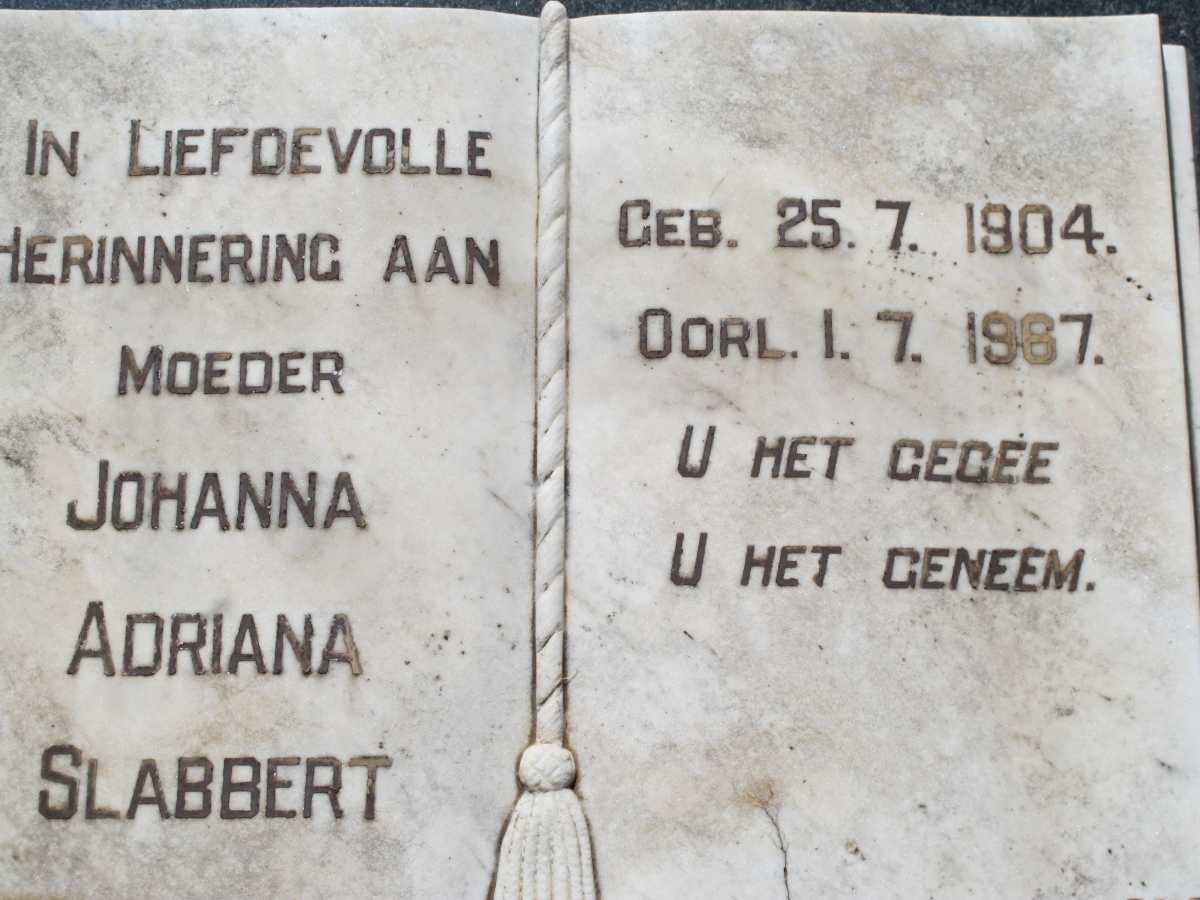 IN LIEFDEVOLLE
HERINNERING AAN
MOEDER
JOHANNA
ADRIANA
SLABBERT
GEB. 25. 7. 1904.
OORL. 1. 7. 1967.
U HET GEGEE
U HET GENEEM.